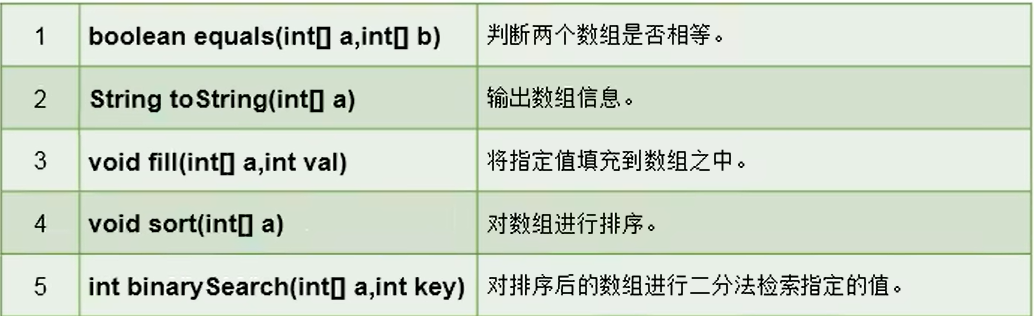 1 boolean equals(int[] a,int[] b) 判断两个数组是否相等。
2 String toString(int[] a) 输出数组信息。
3 void fill(int[] a,int val) 将指定值填充到数组之中。
4 void sort(int[] a) 对数组进行排序。
5 int binarySearch(int[] a,int key) 对排序后的数组进行二分法检索指定的值。